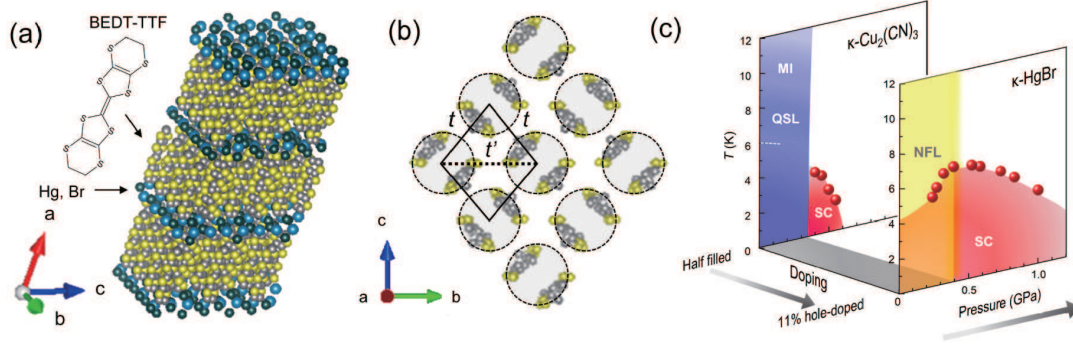 (a)
BEDT-TTF
S
S
S
S
S
S
S
S
Hg, Br
a
c
b
(b)
t
t
t'
c
a
b
(c)
κ-Cu2(CN)3
12
10
8
6
4
2
0
T (K)
MI
QSL
SC
κ-HgBr
12
10
8
6
4
2
NFL
SC
0
0.5
1.0
Half filled
Doping
11% hole-doped
Pressure (GPa)